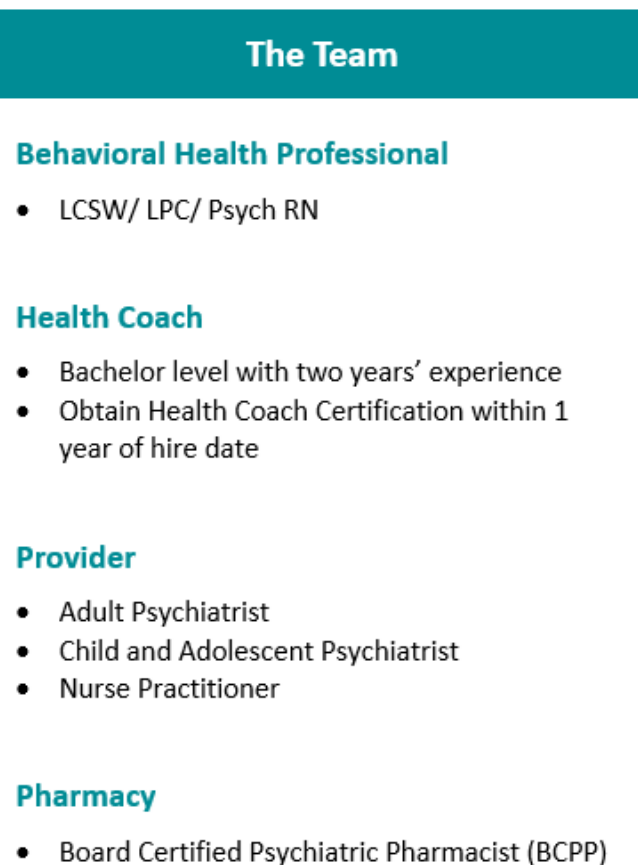 The Team
Behavioral Health Professional
• LCSW/ LPC/ Psych RN
Health Coach
• Bachelor level with two years’ experience
• Obtain Health Coach Certification within 1
year of hire date
Provider
• Adult Psychiatrist
• Child and Adolescent Psychiatrist
• Nurse Practitioner
Pharmacy
• Board Certified Psychiatric Pharmacist (BCPP)